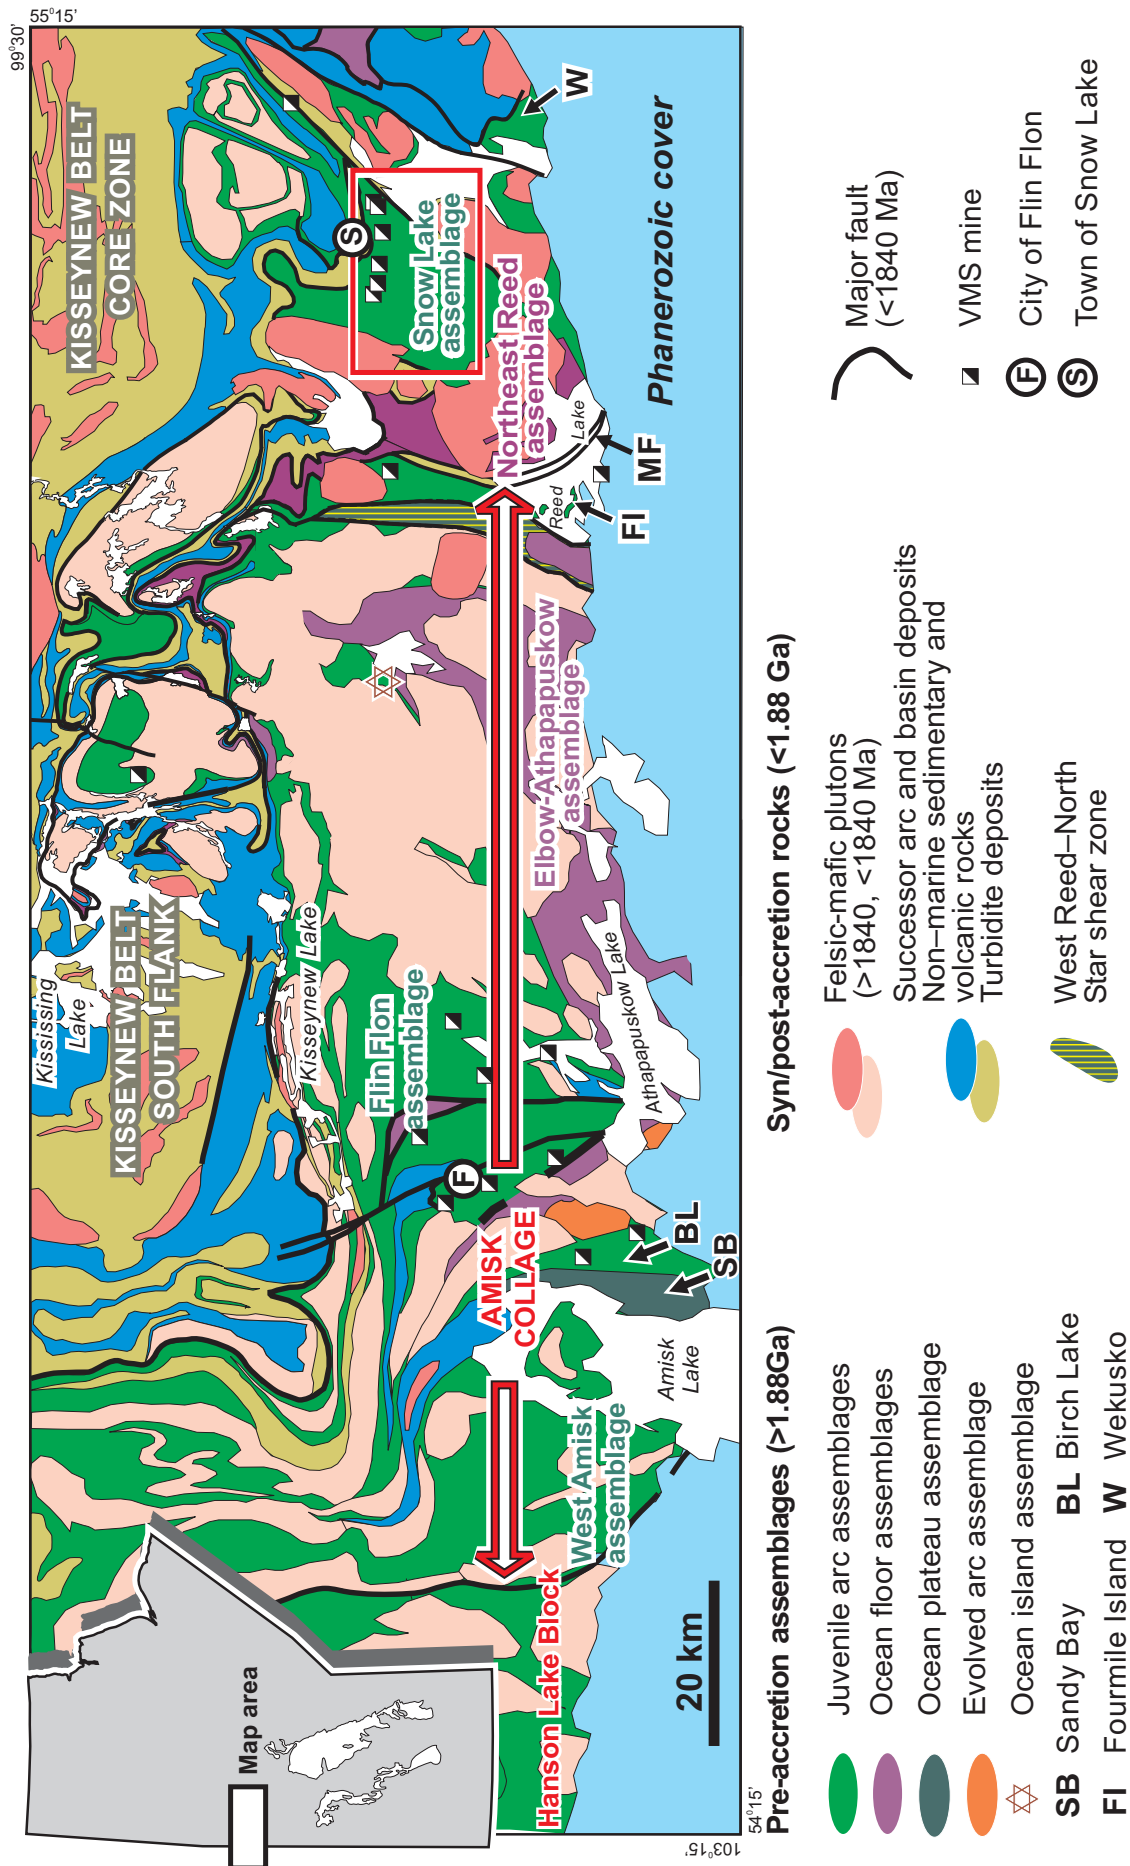 55°15'
99°30'
KISSEYNEW BELT
CORE ZONE
KISSEYNEW BELT
SOUTH FLANK
Kississing
Lake
Kisseynew Lake
Flin Flon
assemblage
F
S
Snow Lake
assemblage
W
Northeast Reed
assemblage
Reed
Lake
MF
FI
Phanerozoic cover
Elbow-Athapapuskow
assemblage
Athapapuskow Lake
AMISK
COLLAGE
BL
SB
Amisk
Lake
West Amisk
assemblage
Hanson Lake Block
Map area
20 km
54°15'
103°15'
Pre-accretion assemblages (>1.88Ga)
Juvenile arc assemblages
Ocean floor assemblages
Ocean plateau assemblage
Evolved arc assemblage
Ocean island assemblage
SB Sandy Bay BL Birch Lake
FI Fourmile Island W Wekusko
Syn/post-accretion rocks (<1.88 Ga)
Felsic-mafic plutons
(>1840, <1840 Ma)
Successor arc and basin deposits
Non–marine sedimentary and
volcanic rocks
Turbidite deposits
West Reed–North
Star shear zone
Major fault
(<1840 Ma)
VMS mine
F City of Flin Flon
S Town of Snow Lake